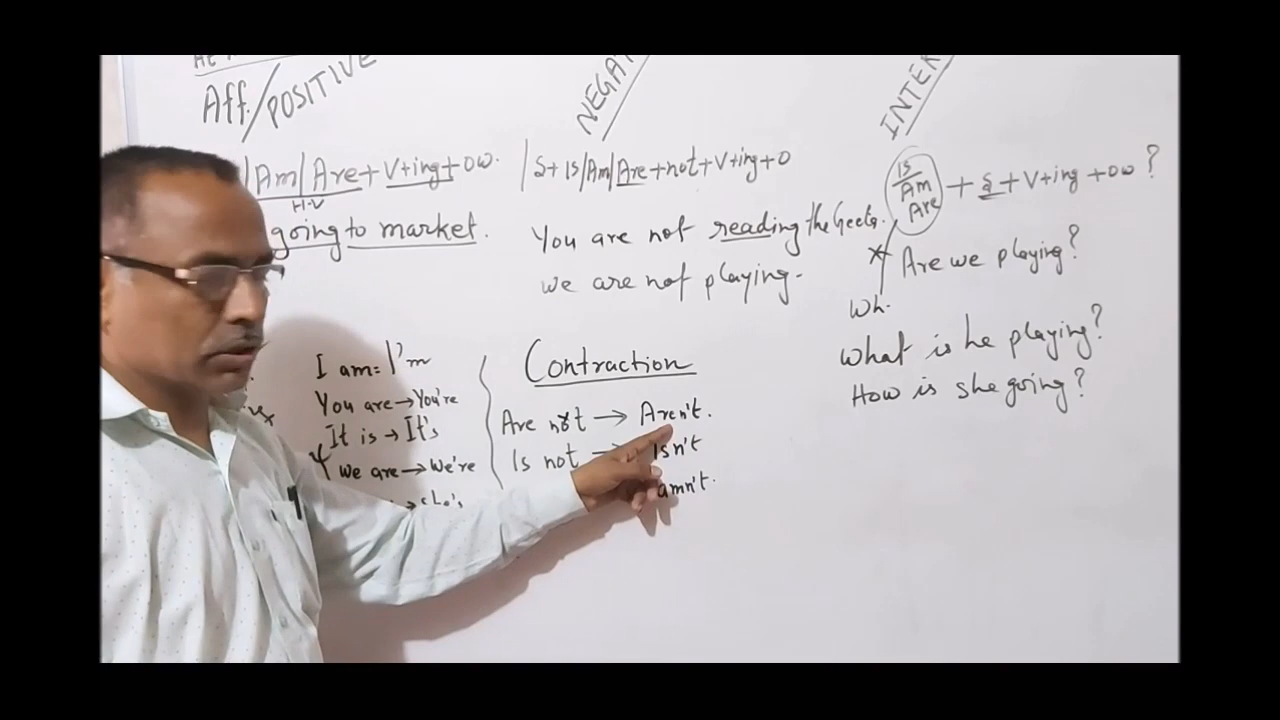 Aff./POSITIVE
Am/Are+V+ing+ow.
H.V
going to market.
I am=I'm
You are→You're
It is→It's
we are→We're
NEGA
S+IS/Am/Are+not+V+ing+O
You are not reading the Geeta.
we are not playing.
Contraction
Are not→Aren't.
Is not→isn't
amn't.
INTER
Is
Am
Are
+S+V+ing+ow?
Are we playing?
Wh.
What is he playing?
How is she going?